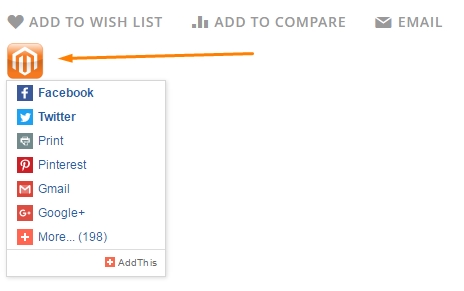 ADD TO WISH LIST ADD TO COMPARE EMAIL
Facebook
Twitter
Print
Pinterest
Gmail
Google+
More... (198)
AddThis